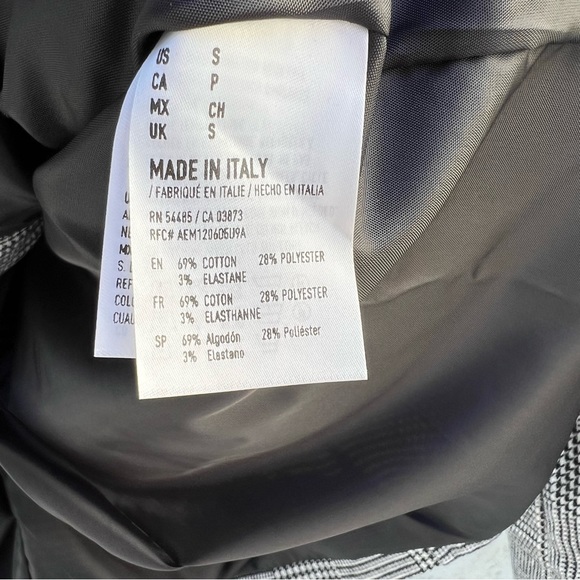 US S
CA P
MX CH
UK S
MADE IN ITALY
/ FABRIQUÉ EN ITALIE / HECHO EN ITALIA
RN 54485 / CA 03873
RFC# AEM120605U9A
EN 69% COTTON 28% POLYESTER
3% ELASTANE
FR 69% COTON 28% POLYESTER
3% ELASTHANNE
SP 69% Algodón 28% Poliéster
3% Elastano